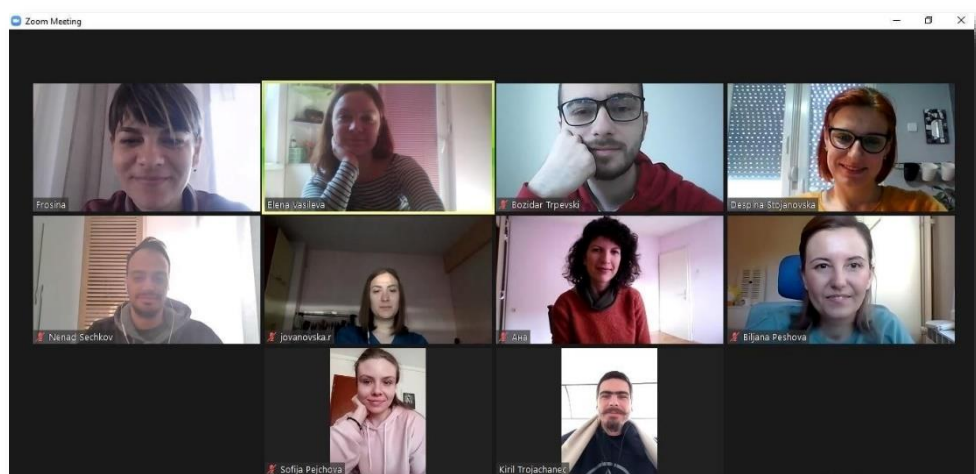 Zoom Meeting
Frosina
Elena Vasileva
Bozidar Trpevski
Despina Stojanovska
Nenad Sechkov
jovanovska.r
Ана
Biljana Peshova
Sofija Pejchova
Kiril Trojachanec